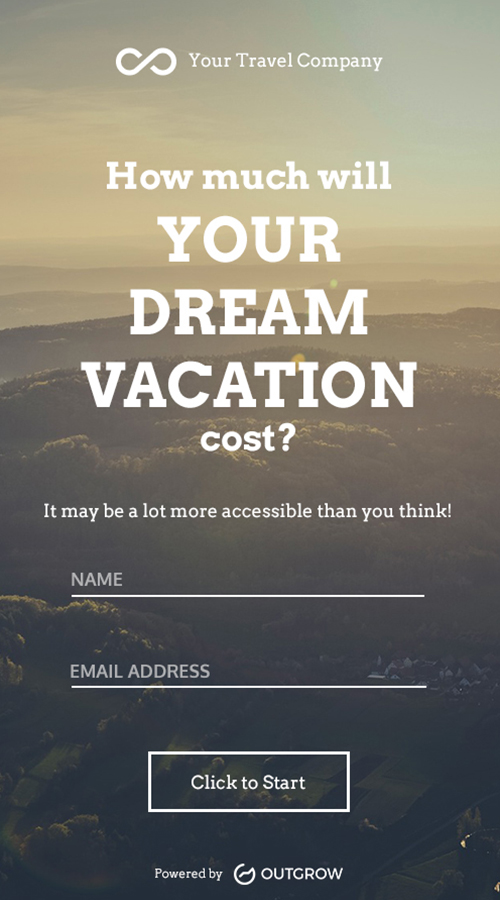 Your Travel Company
How much will
YOUR
DREAM
VACATION
cost?
It may be a lot more accessible than you think!
NAME
EMAIL ADDRESS
Click to Start
Powered by OUTGROW